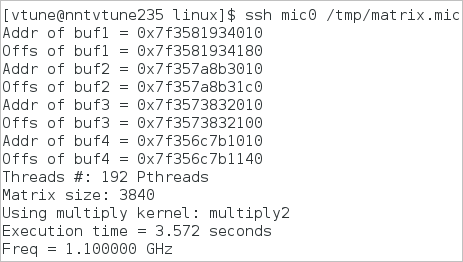 [vtune@nntvtune235 linux]$ ssh mic0 /tmp/matrix.mic
Addr of buf1 = 0x7f3581934010
Offs of buf1 = 0x7f3581934180
Addr of buf2 = 0x7f357a8b3010
Offs of buf2 = 0x7f357a8b31c0
Addr of buf3 = 0x7f3573832010
Offs of buf3 = 0x7f3573832100
Addr of buf4 = 0x7f356c7b1010
Offs of buf4 = 0x7f356c7b1140
Threads #: 192 Pthreads
Matrix size: 3840
Using multiply kernel: multiply2
Execution time = 3.572 seconds
Freq = 1.100000 GHz